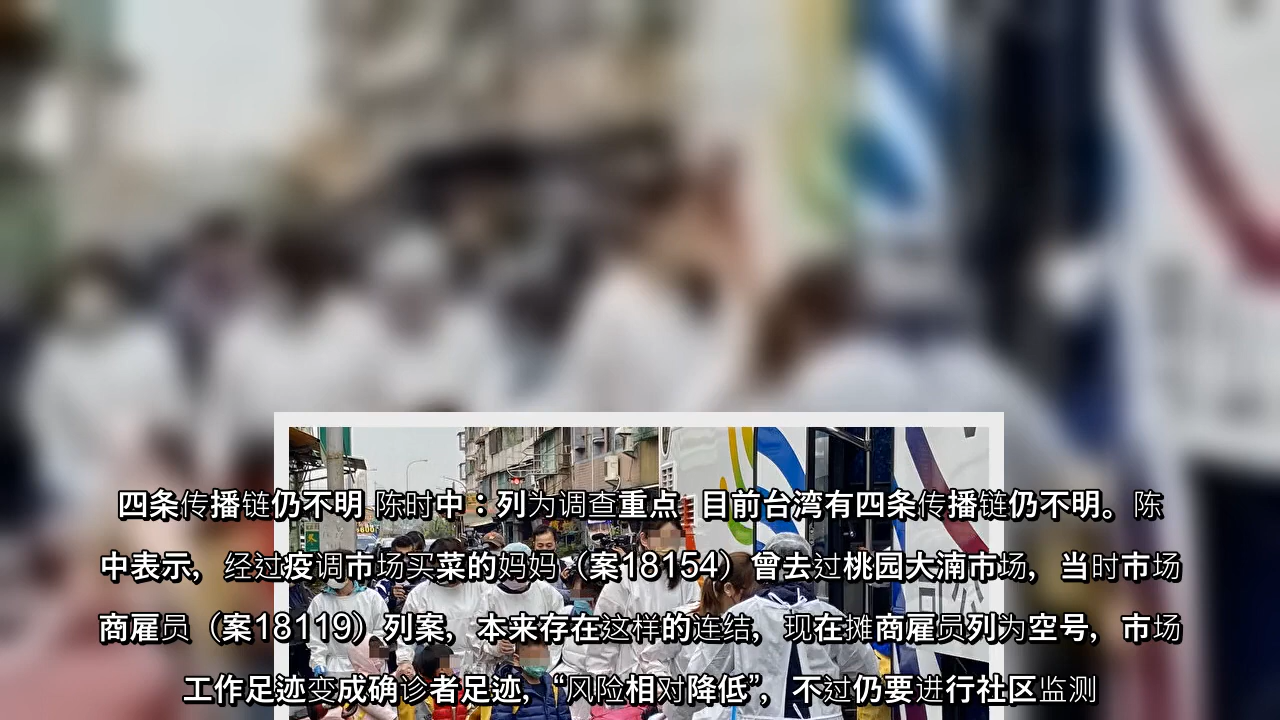 四条传播链仍不明 陈时中：列为调查重点 目前台湾有四条传播链仍不明。陈
中表示，经过疫调市场买菜的妈妈（案18154）曾去过桃园大湳市场，当时市场
商雇员（案18119）列案，本来存在这样的连结，现在摊商雇员列为空号，市场
工作足迹变成确诊者足迹，“风险相对降低”，不过仍要进行社区监测